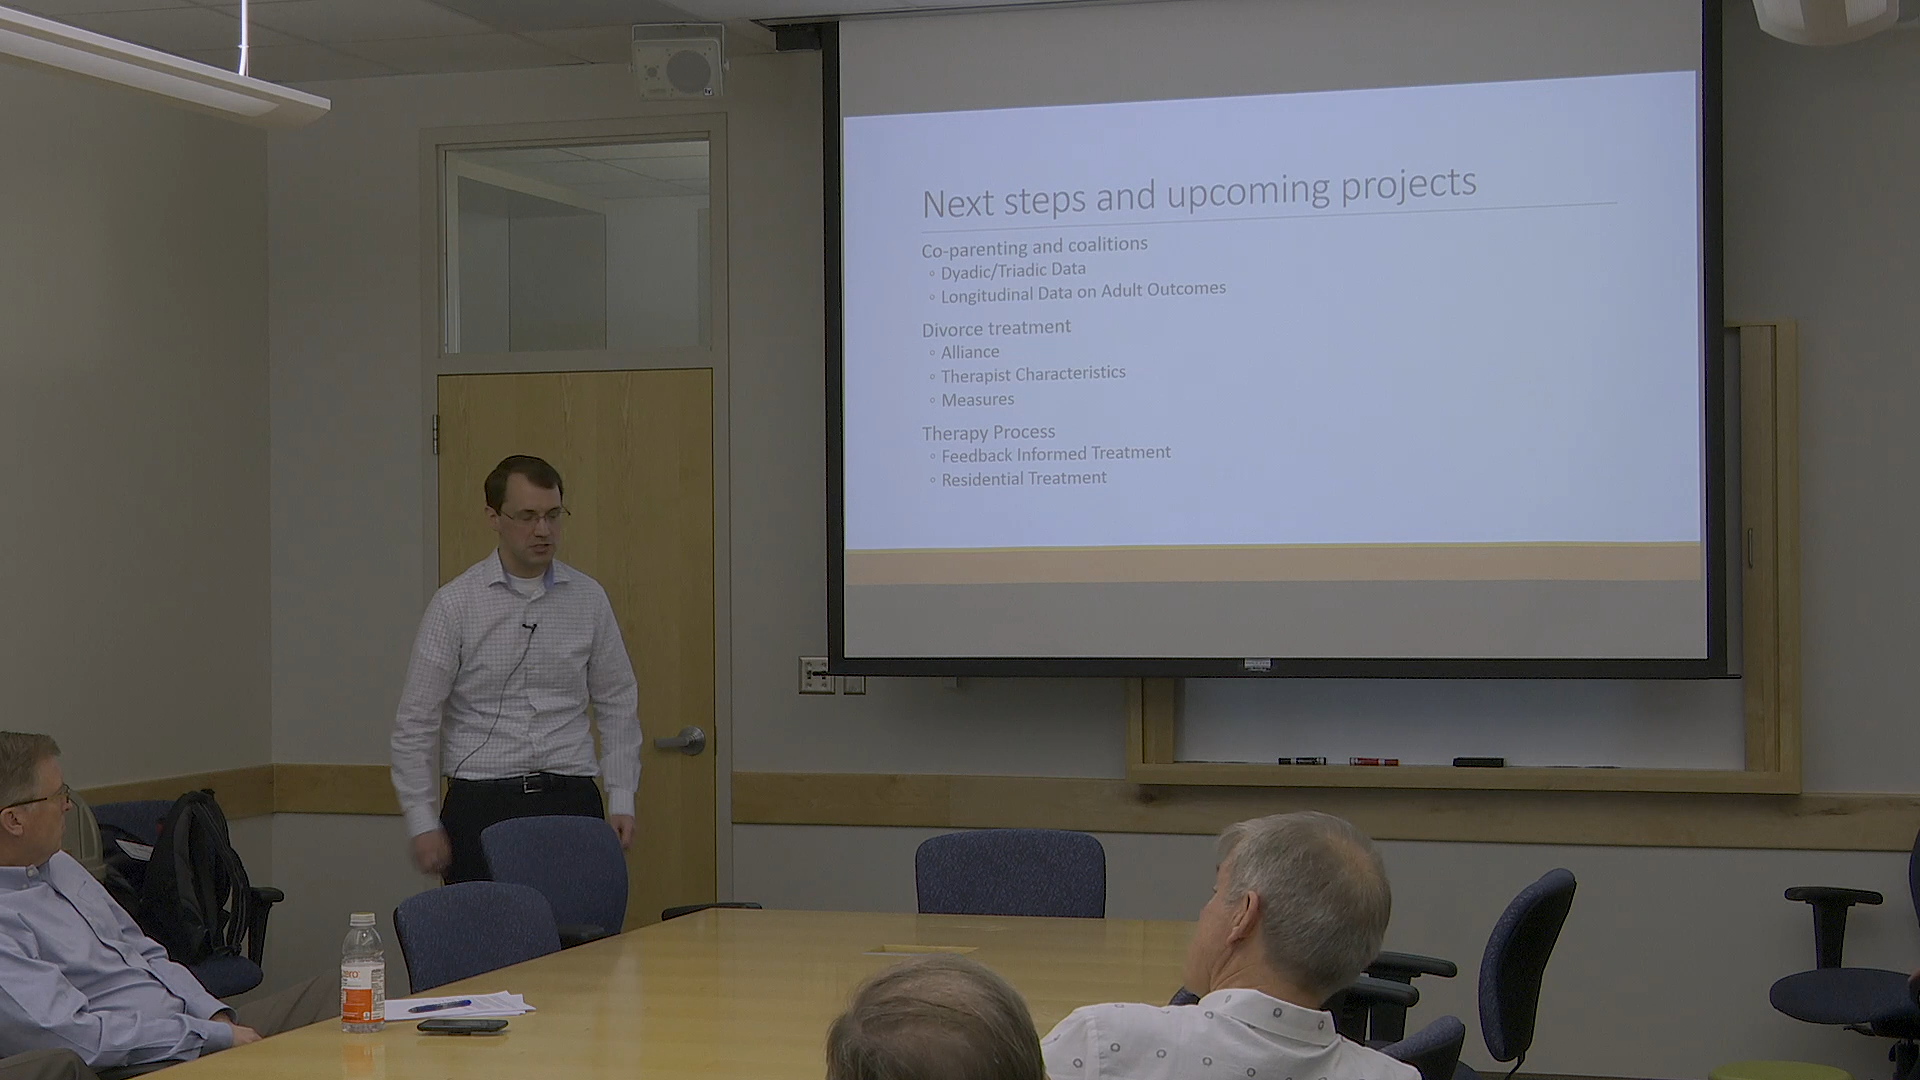 Next steps and upcoming projects
Co-parenting and coalitions
◦ Dyadic/Triadic Data
◦ Longitudinal Data on Adult Outcomes
Divorce treatment
◦ Alliance
◦ Therapist Characteristics
◦ Measures
Therapy Process
◦ Feedback Informed Treatment
◦ Residential Treatment
zero